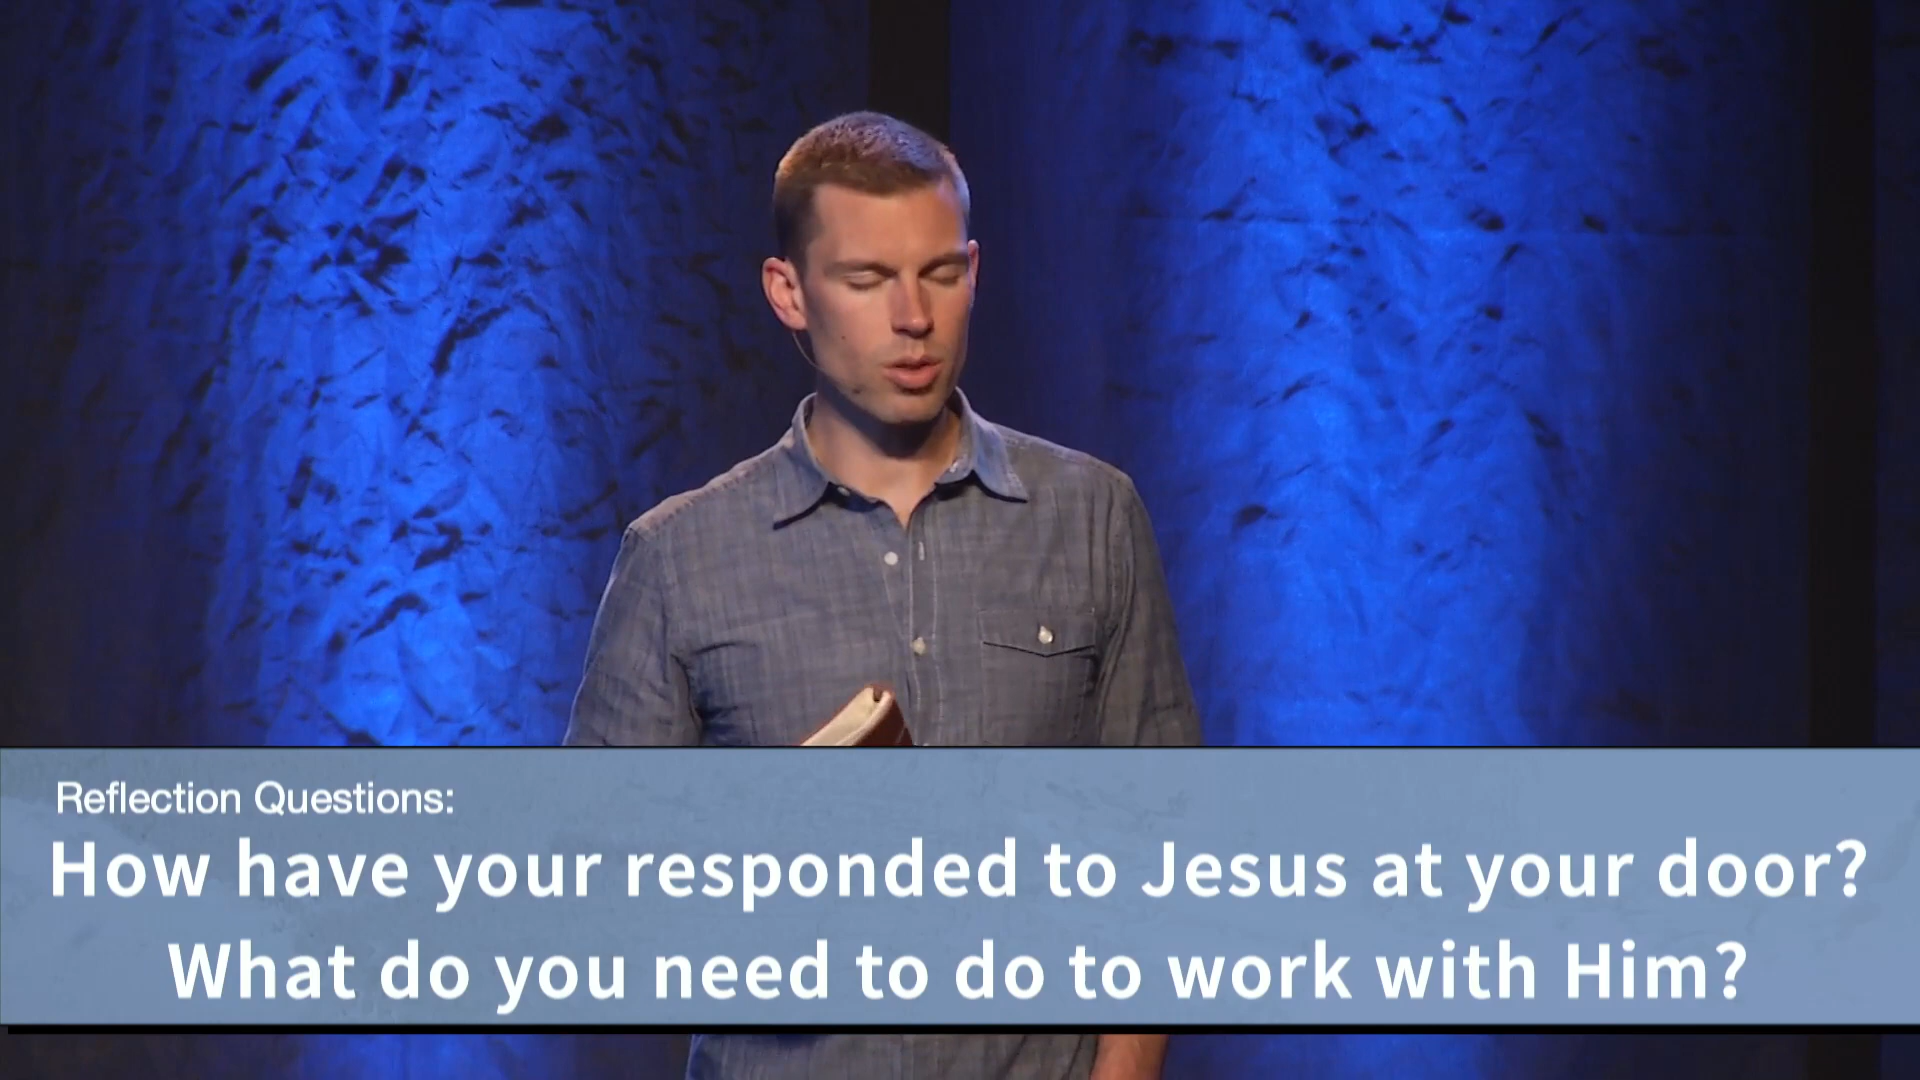 Reflection Questions:
How have your responded to Jesus at your door?
What do you need to do to work with Him?